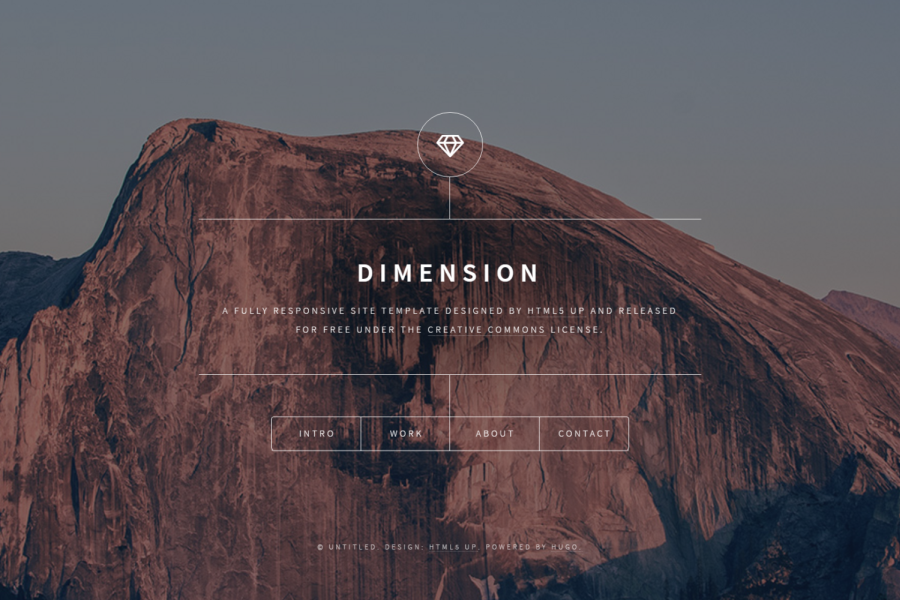 DIMENSION
A FULLY RESPONSIVE SITE TEMPLATE DESIGNED BY HTML5 UP AND RELEASED
FOR FREE UNDER THE CREATIVE COMMONS LICENSE.
INTRO WORK ABOUT CONTACT
© UNTITLED. DESIGN: HTML5 UP. POWERED BY HUGO.